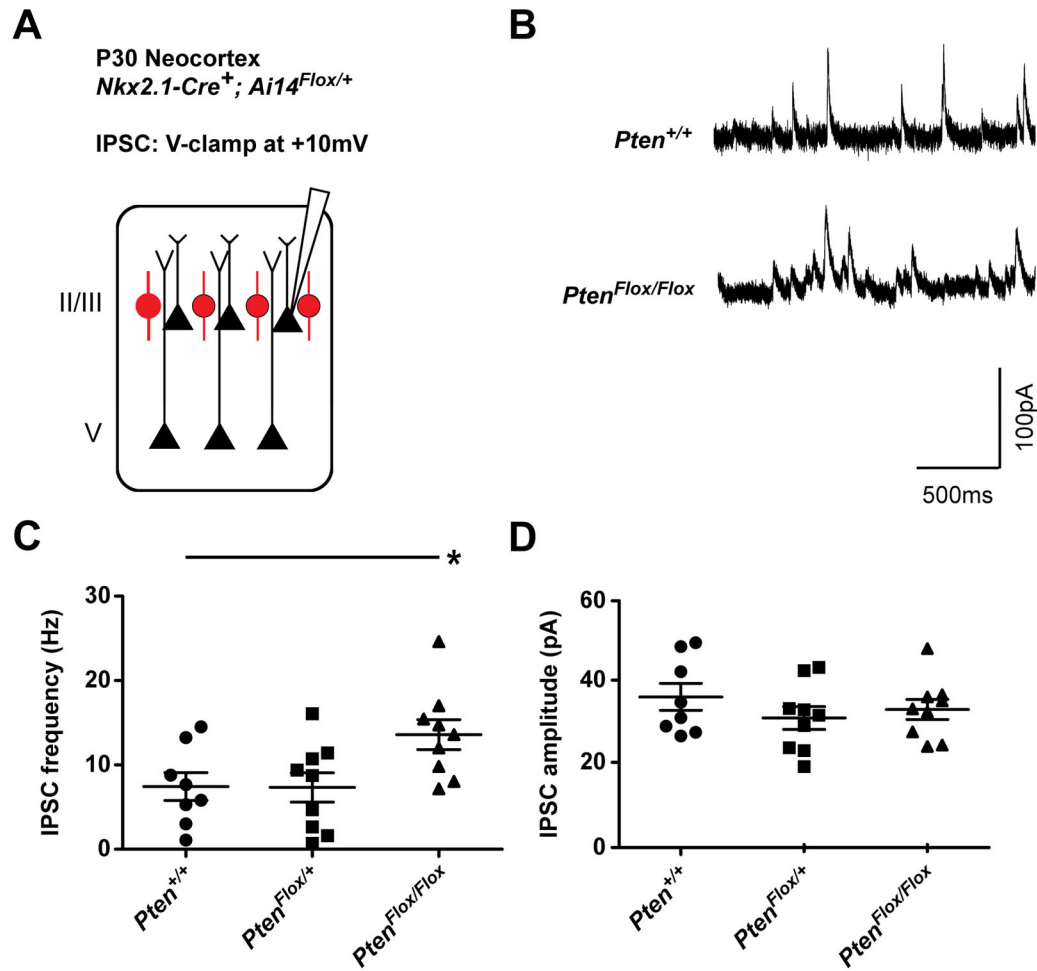 A
P30 Neocortex
Nkx2.1-Cre+; Ai14Flox/+
IPSC: V-clamp at +10mV
II/III
V
B
Pten+/+
PtenFlox/Flox
100pA
500ms
C
*
IPSC frequency (Hz)
30
20
10
0
Pten+/+
PtenFlox/+
PtenFlox/Flox
D
IPSC amplitude (pA)
60
40
20
0
Pten+/+
PtenFlox/+
PtenFlox/Flox